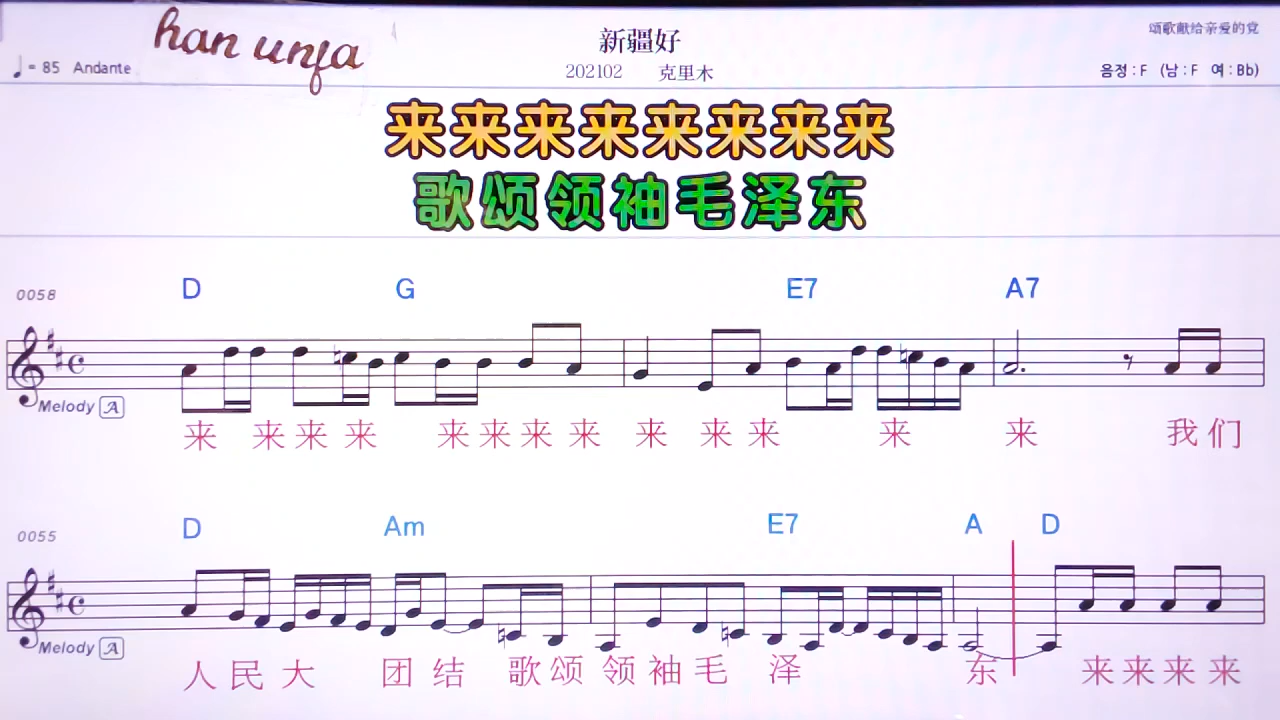 han unfa
新疆好
颂歌献给亲爱的党
♩= 85 Andante
202102 克里木
음정 : F (남 : F 여 : Bb)
来来来来来来来来
歌颂领袖毛泽东
0058 D G E7 A7
Melody A
来 来 来 来 来 来 来 来 来 来 来 来 来 我 们
0055 D Am E7 A D
Melody A
人 民 大 团 结 歌 颂 领 袖 毛 泽 东 来 来 来 来